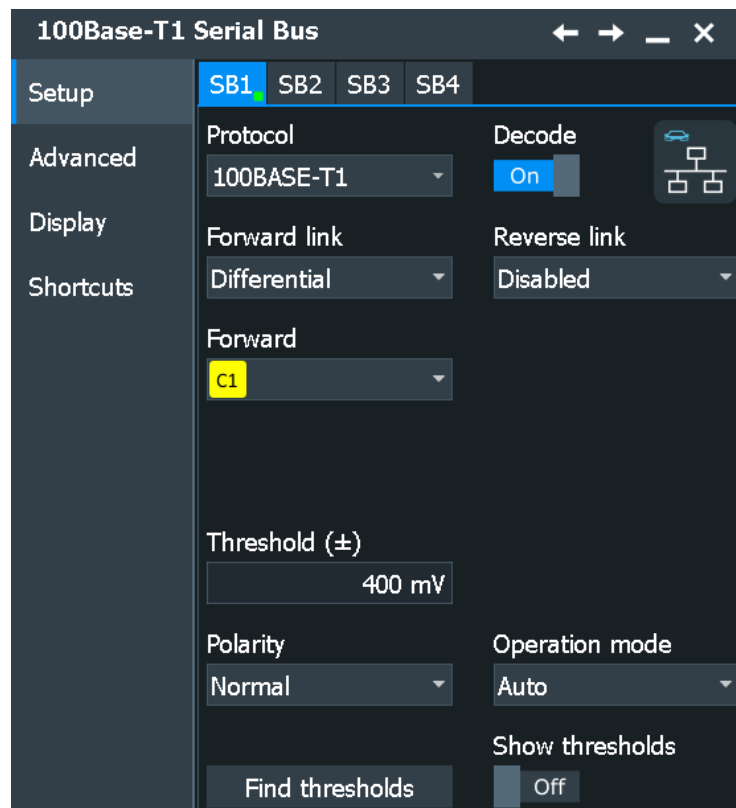 100Base-T1 Serial Bus
Setup
Advanced
Display
Shortcuts
SB1 SB2 SB3 SB4
Protocol Decode
100BASE-T1 On
Forward link Reverse link
Differential Disabled
Forward
C1
Threshold (±)
400 mV
Polarity Operation mode
Normal Auto
Show thresholds
Find thresholds Off